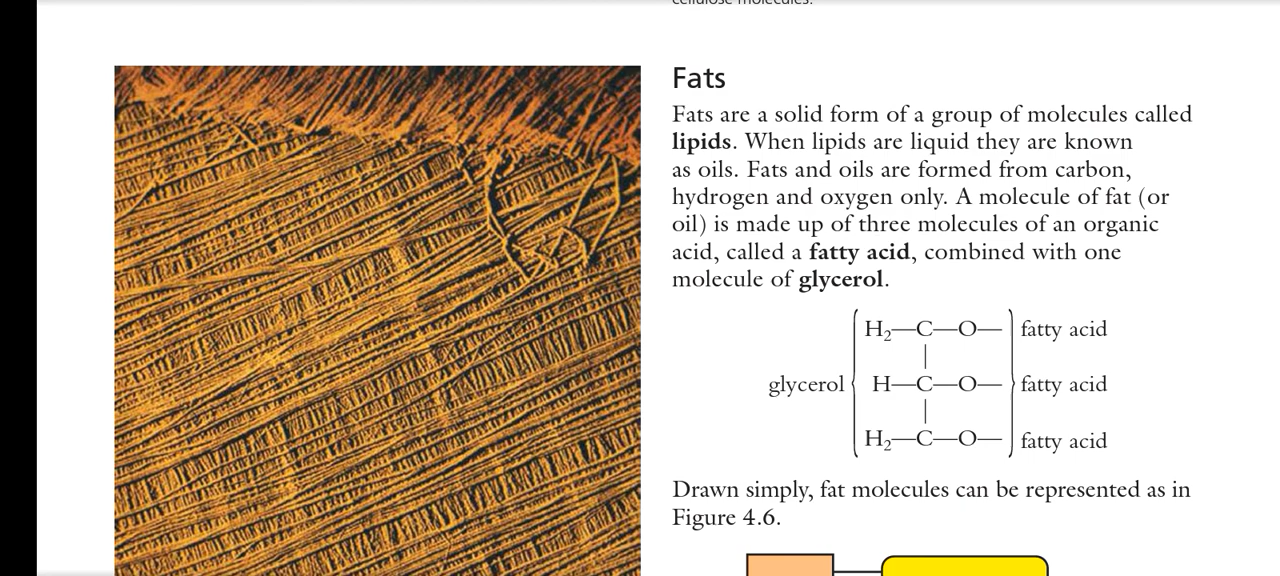 cellulose molecules.
Fats
Fats are a solid form of a group of molecules called
lipids. When lipids are liquid they are known
as oils. Fats and oils are formed from carbon,
hydrogen and oxygen only. A molecule of fat (or
oil) is made up of three molecules of an organic
acid, called a fatty acid, combined with one
molecule of glycerol.
H₂—C—O— fatty acid
glycerol H—C—O— fatty acid
H₂—C—O— fatty acid
Drawn simply, fat molecules can be represented as in
Figure 4.6.